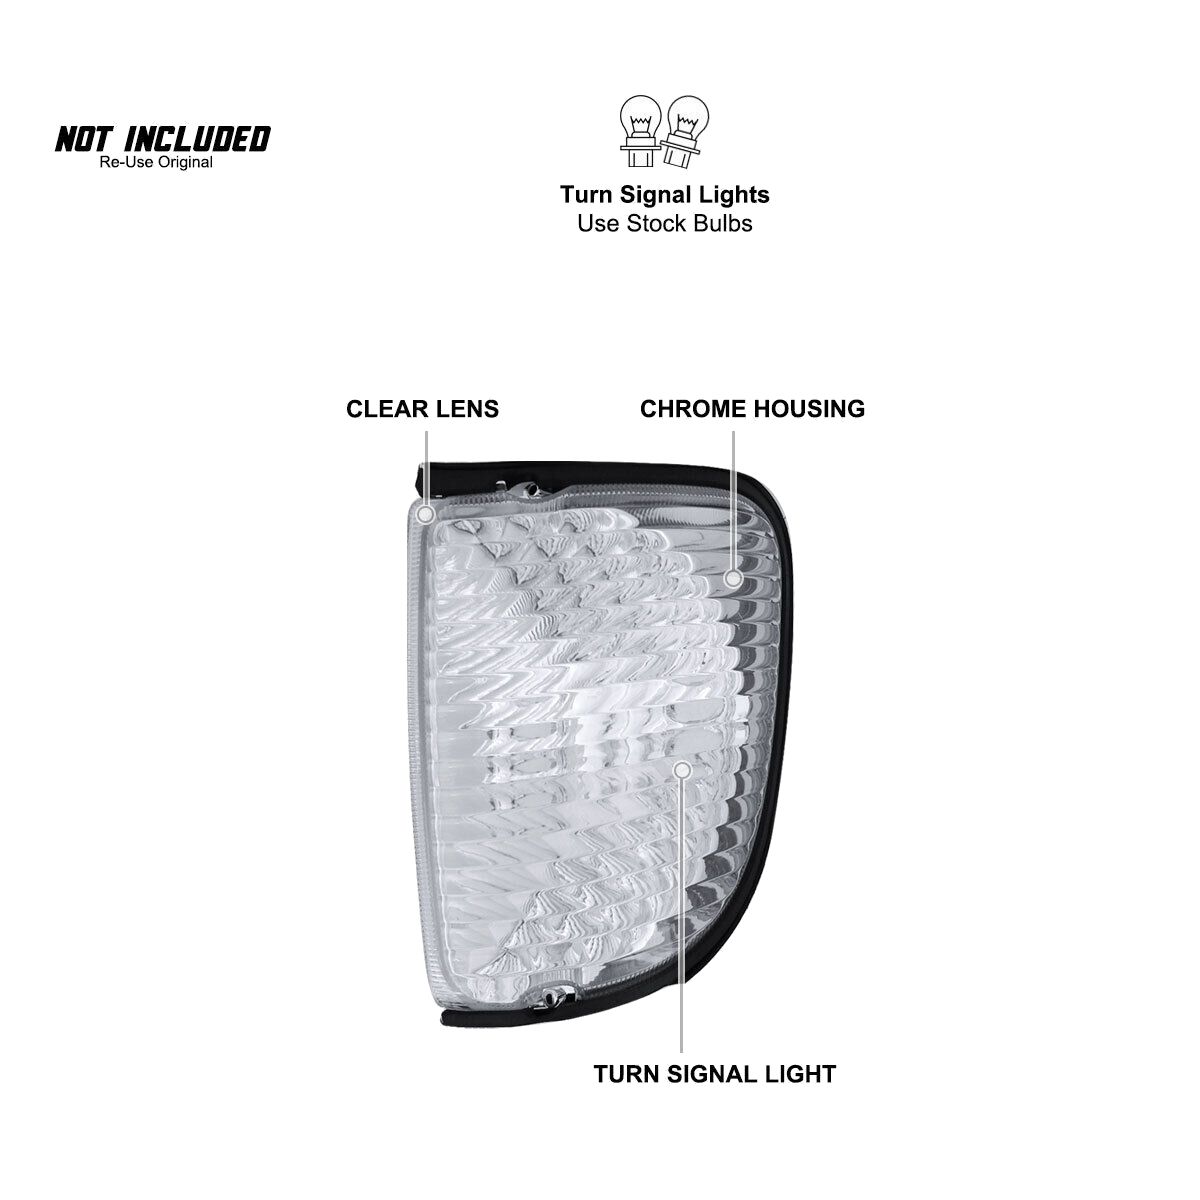 NOT INCLUDED
Re-Use Original
Turn Signal Lights
Use Stock Bulbs
CLEAR LENS
CHROME HOUSING
TURN SIGNAL LIGHT